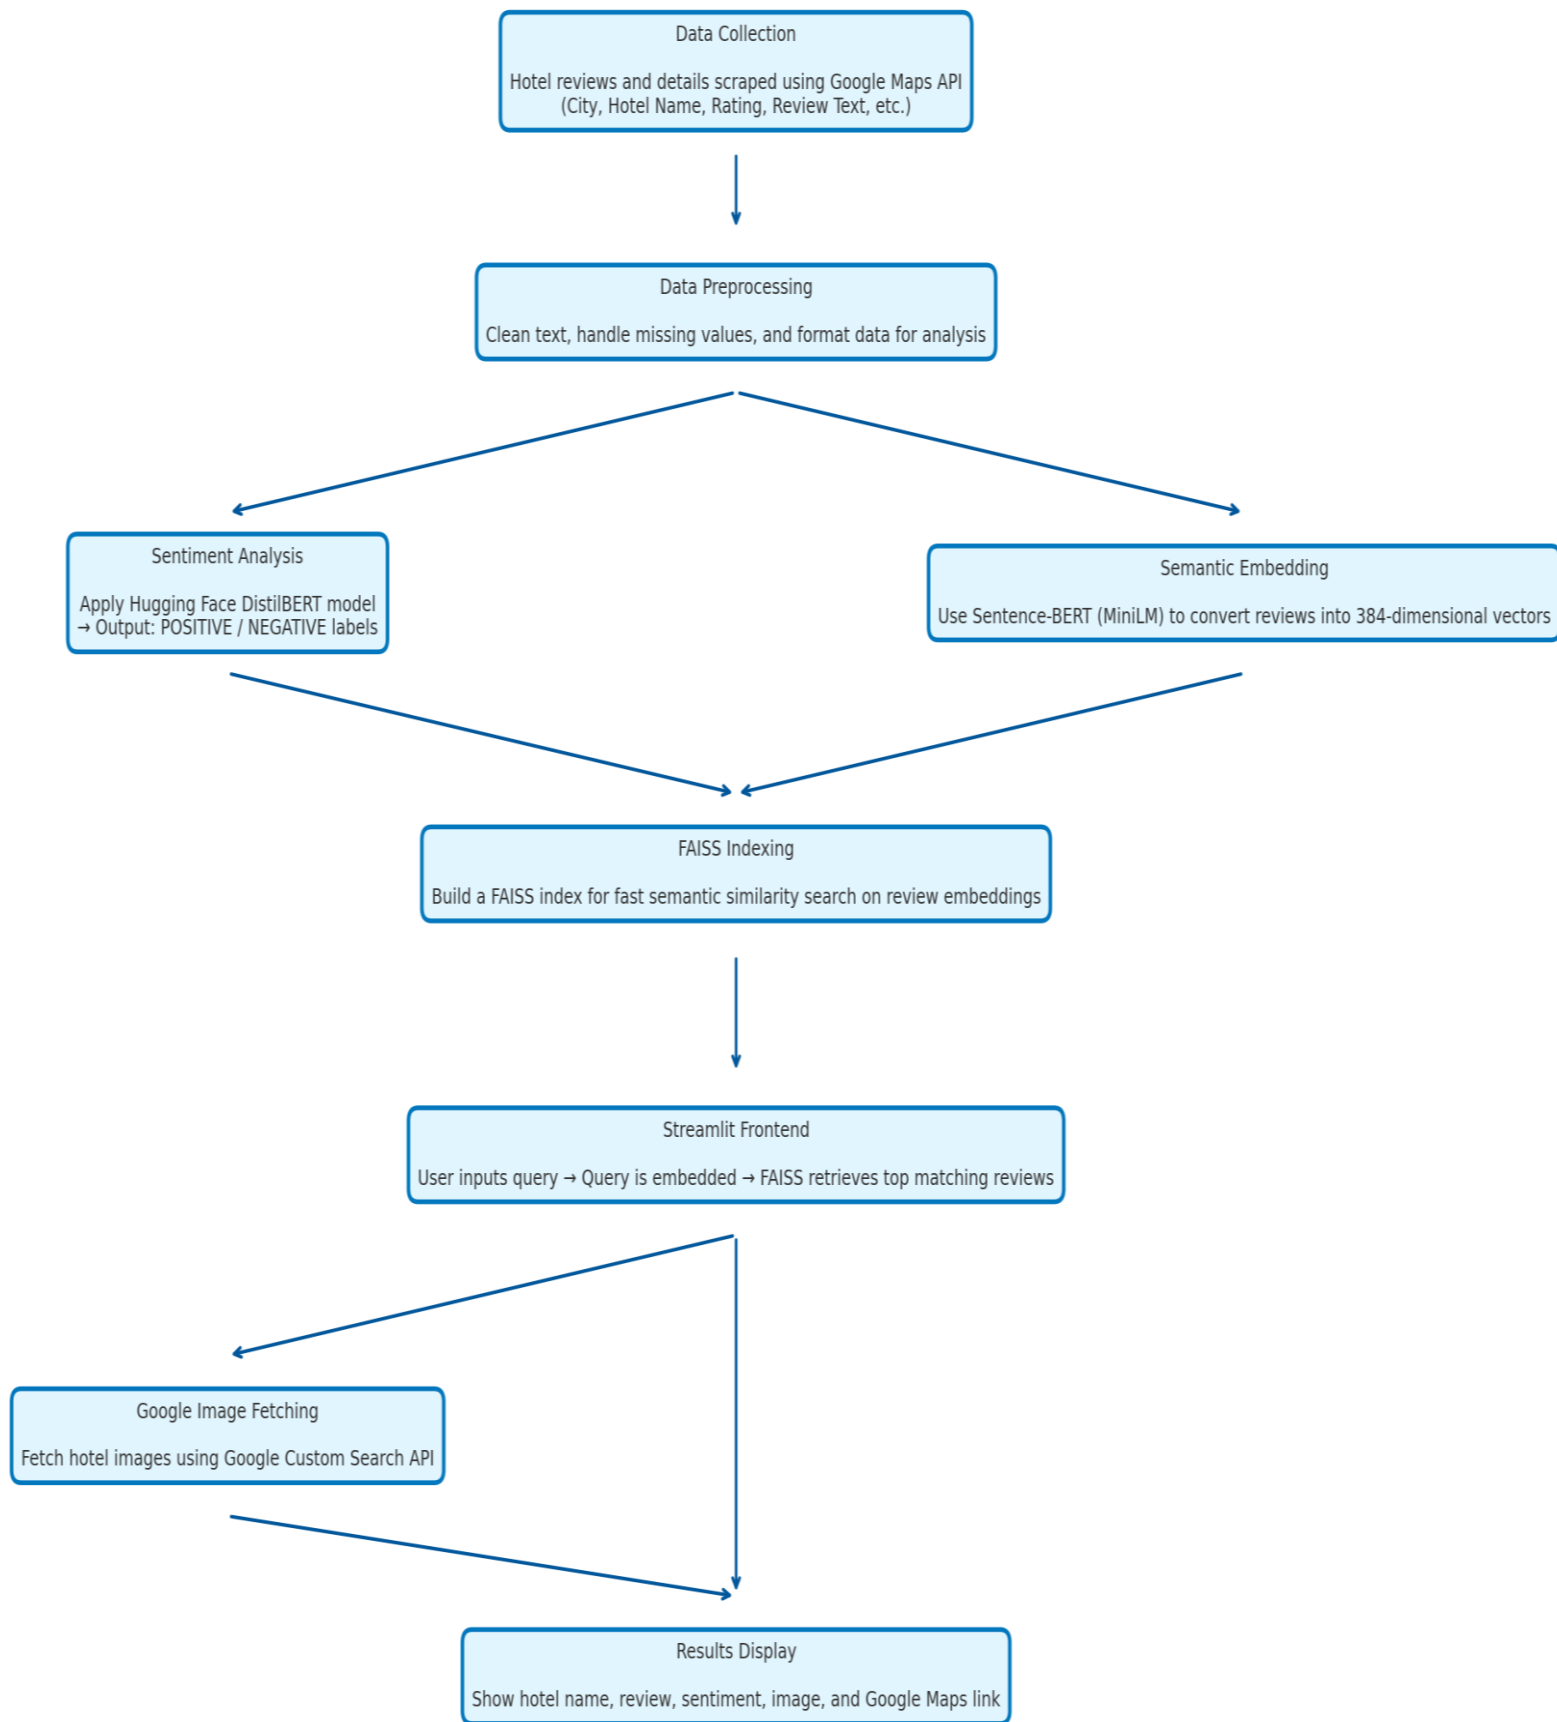 Data Collection
Hotel reviews and details scraped using Google Maps API
(City, Hotel Name, Rating, Review Text, etc.)
Data Preprocessing
Clean text, handle missing values, and format data for analysis
Sentiment Analysis
Apply Hugging Face DistilBERT model
→ Output: POSITIVE / NEGATIVE labels
Semantic Embedding
Use Sentence-BERT (MiniLM) to convert reviews into 384-dimensional vectors
FAISS Indexing
Build a FAISS index for fast semantic similarity search on review embeddings
Streamlit Frontend
User inputs query → Query is embedded → FAISS retrieves top matching reviews
Google Image Fetching
Fetch hotel images using Google Custom Search API
Results Display
Show hotel name, review, sentiment, image, and Google Maps link